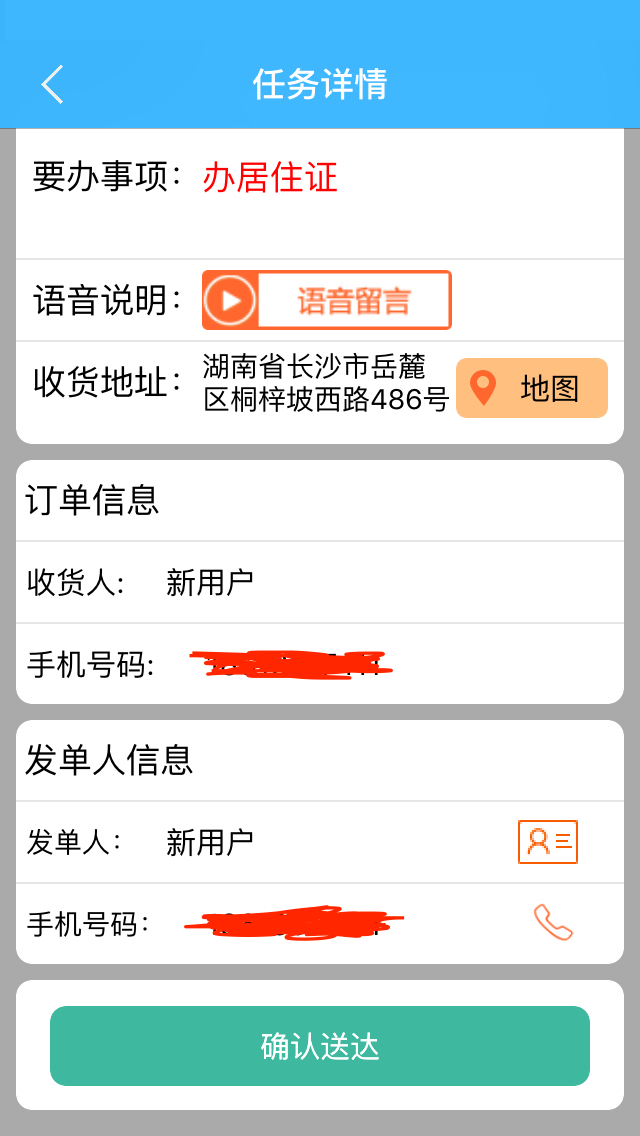 任务详情
要办事项：办居住证
语音说明：语音留言
收货地址：湖南省长沙市岳麓
区桐梓坡西路486号
地图
订单信息
收货人: 新用户
手机号码:
发单人信息
发单人： 新用户
手机号码：
确认送达